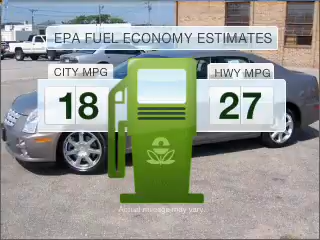 EPA FUEL ECONOMY ESTIMATES
CITY MPG
HWY MPG
18
27
Actual mileage may vary.